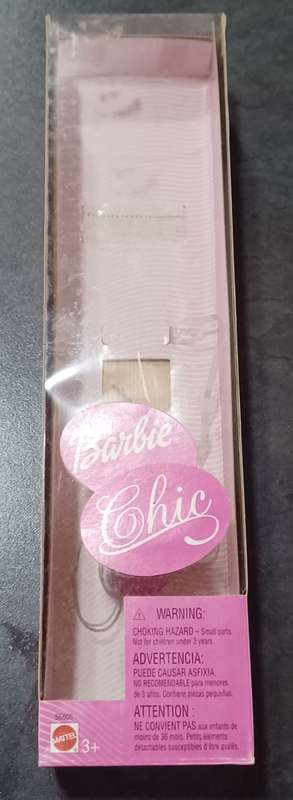 Barbie
Chic
⚠ WARNING:
CHOKING HAZARD – Small parts
Not for children under 3 years.
ADVERTENCIA:
PUEDE CAUSAR ASFIXIA
NO RECOMENDABLE para menores
de 3 años. Contiene piezas pequeñas.
ATTENTION :
NE CONVIENT PAS aux enfants de
moins de 36 mois. Petits éléments
détachables susceptibles d'être avalés.
MATTEL
3+